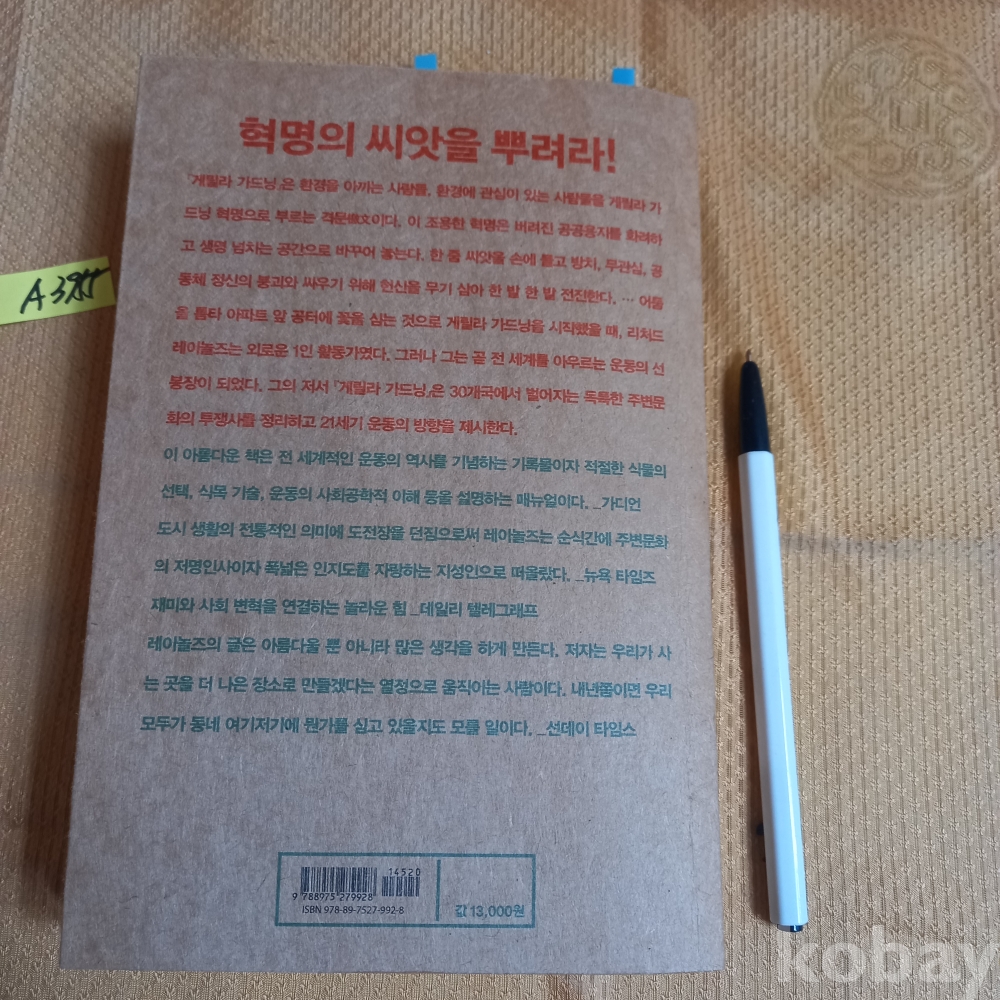 혁명의 씨앗을 뿌려라!
『게릴라 가드닝』은 환경을 아끼는 사람들, 환경에 관심이 있는 사람들을 게릴라 가
드닝 혁명으로 부르는 격문檄文이다. 이 조용한 혁명은 버려진 공공용지를 화려하
고 생명 넘치는 공간으로 바꾸어 놓는다. 한 줌 씨앗을 손에 들고 방치, 무관심, 공
동체 정신의 붕괴와 싸우기 위해 헌신을 무기 삼아 한 발 한 발 전진한다. … 어둠
을 틈타 아파트 앞 공터에 꽃을 심는 것으로 게릴라 가드닝을 시작했을 때, 리처드
레이놀즈는 외로운 1인 활동가였다. 그러나 그는 곧 전 세계를 아우르는 운동의 선
봉장이 되었다. 그의 저서 『게릴라 가드닝』은 30개국에서 벌어지는 독특한 주변문
화의 투쟁사를 정리하고 21세기 운동의 방향을 제시한다.
이 아름다운 책은 전 세계적인 운동의 역사를 기념하는 기록물이자 적절한 식물의
선택, 식목 기술, 운동의 사회공학적 이해 등을 설명하는 매뉴얼이다. _가디언
도시 생활의 전통적인 의미에 도전장을 던짐으로써 레이놀즈는 순식간에 주변문화
의 저명인사이자 폭넓은 인지도를 자랑하는 지성인으로 떠올랐다. _뉴욕 타임즈
재미와 사회 변혁을 연결하는 놀라운 힘 _데일리 텔레그래프
레이놀즈의 글은 아름다울 뿐 아니라 많은 생각을 하게 만든다. 저자는 우리가 사
는 곳을 더 나은 장소로 만들겠다는 열정으로 움직이는 사람이다. 내년쯤이면 우리
모두가 동네 여기저기에 뭔가를 심고 있을지도 모를 일이다. _선데이 타임스
14520
9 788975 279928
ISBN 978-89-7527-992-8
값 13,000원
kobay